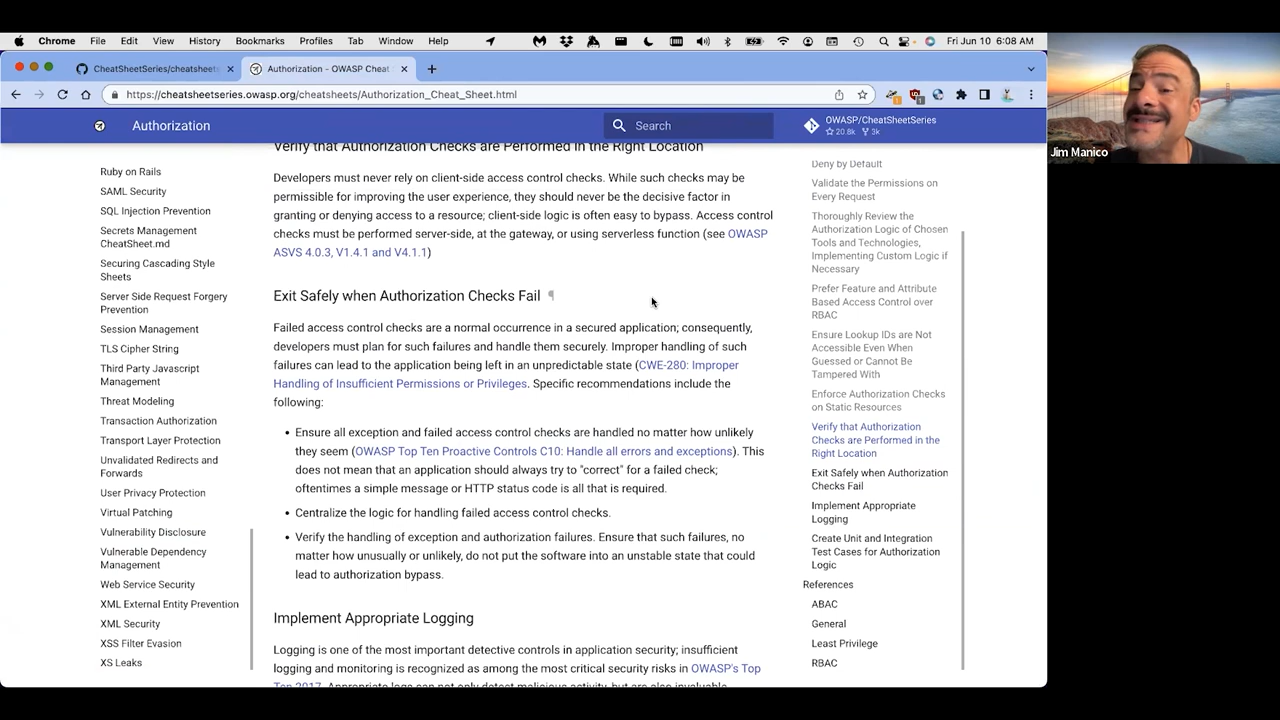 Chrome File Edit View History Bookmarks Profiles Tab Window Help Fri Jun 10 6:08 AM
CheatSheetSeries/cheatsheets
Authorization - OWASP Cheat S
https://cheatsheetseries.owasp.org/cheatsheets/Authorization_Cheat_Sheet.html
Authorization
Search
OWASP/CheatSheetSeries
20.8k 3k
Jim Manico
Ruby on Rails
SAML Security
SQL Injection Prevention
Secrets Management
CheatSheet.md
Securing Cascading Style
Sheets
Server Side Request Forgery
Prevention
Session Management
TLS Cipher String
Third Party Javascript
Management
Threat Modeling
Transaction Authorization
Transport Layer Protection
Unvalidated Redirects and
Forwards
User Privacy Protection
Virtual Patching
Vulnerability Disclosure
Vulnerable Dependency
Management
Web Service Security
XML External Entity Prevention
XML Security
XSS Filter Evasion
XS Leaks
Verify that Authorization Checks are Performed in the Right Location
Developers must never rely on client-side access control checks. While such checks may be
permissible for improving the user experience, they should never be the decisive factor in
granting or denying access to a resource; client-side logic is often easy to bypass. Access control
checks must be performed server-side, at the gateway, or using serverless function (see OWASP
ASVS 4.0.3, V1.4.1 and V4.1.1)
Exit Safely when Authorization Checks Fail ¶
Failed access control checks are a normal occurrence in a secured application; consequently,
developers must plan for such failures and handle them securely. Improper handling of such
failures can lead to the application being left in an unpredictable state (CWE-280: Improper
Handling of Insufficient Permissions or Privileges. Specific recommendations include the
following:
• Ensure all exception and failed access control checks are handled no matter how unlikely
they seem (OWASP Top Ten Proactive Controls C10: Handle all errors and exceptions). This
does not mean that an application should always try to "correct" for a failed check;
oftentimes a simple message or HTTP status code is all that is required.
• Centralize the logic for handling failed access control checks.
• Verify the handling of exception and authorization failures. Ensure that such failures, no
matter how unusually or unlikely, do not put the software into an unstable state that could
lead to authorization bypass.
Implement Appropriate Logging
Logging is one of the most important detective controls in application security; insufficient
logging and monitoring is recognized as among the most critical security risks in OWASP's Top
Ten 2017. Appropriate logs can not only detect malicious activity, but are also invaluable
Deny by Default
Validate the Permissions on
Every Request
Thoroughly Review the
Authorization Logic of Chosen
Tools and Technologies,
Implementing Custom Logic if
Necessary
Prefer Feature and Attribute
Based Access Control over
RBAC
Ensure Lookup IDs are Not
Accessible Even When
Guessed or Cannot Be
Tampered With
Enforce Authorization Checks
on Static Resources
Verify that Authorization
Checks are Performed in the
Right Location
Exit Safely when Authorization
Checks Fail
Implement Appropriate
Logging
Create Unit and Integration
Test Cases for Authorization
Logic
References
ABAC
General
Least Privilege
RBAC